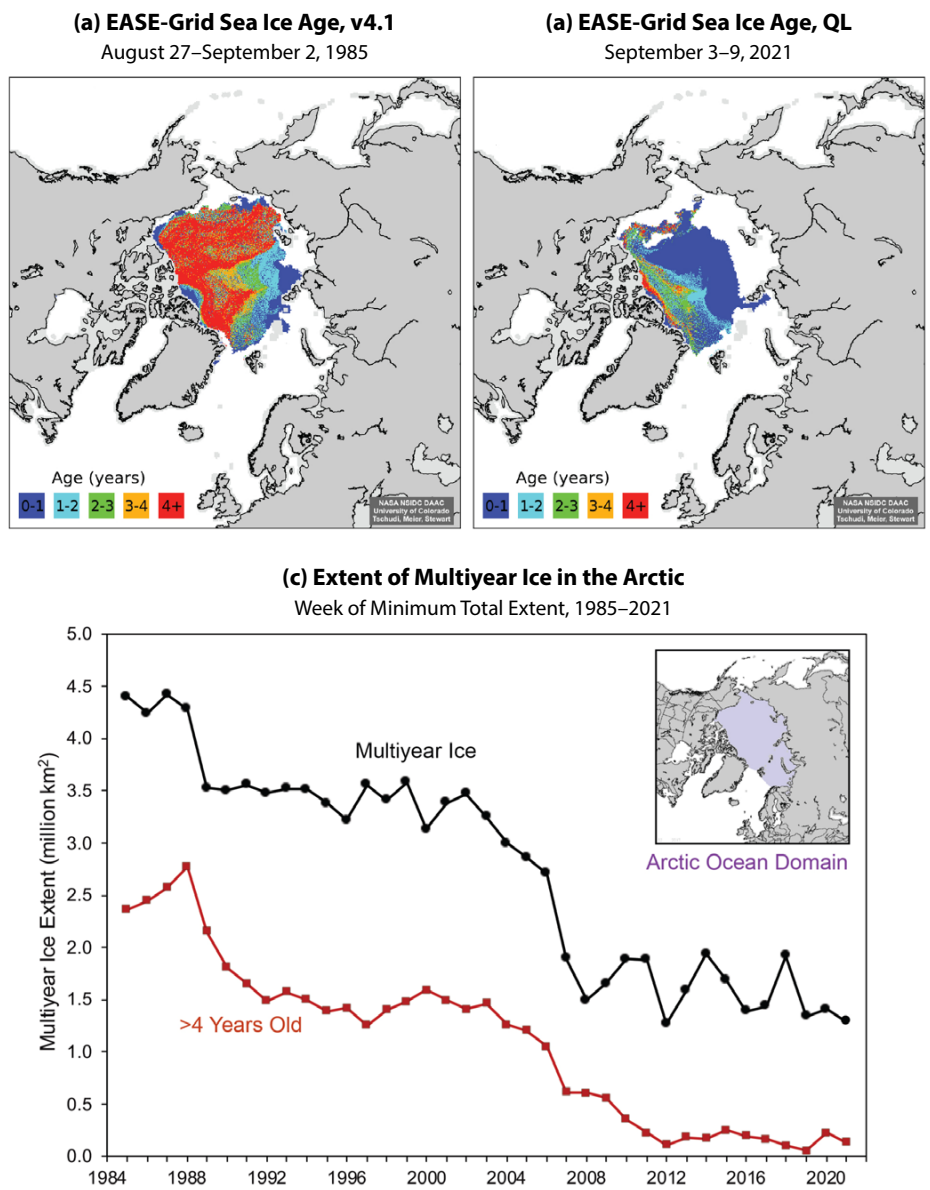 (a) EASE-Grid Sea Ice Age, v4.1
August 27–September 2, 1985
Age (years)
0-1 1-2 2-3 3-4 4+
NASA NSIDC DAAC
University of Colorado
Tschudi, Meier, Stewart
(a) EASE-Grid Sea Ice Age, QL
September 3–9, 2021
Age (years)
0-1 1-2 2-3 3-4 4+
NASA NSIDC DAAC
University of Colorado
Tschudi, Meier, Stewart
(c) Extent of Multiyear Ice in the Arctic
Week of Minimum Total Extent, 1985–2021
Multiyear Ice Extent (million km²)
5.0
4.5
4.0
3.5
3.0
2.5
2.0
1.5
1.0
0.5
0.0
Multiyear Ice
Arctic Ocean Domain
>4 Years Old
1984 1988 1992 1996 2000 2004 2008 2012 2016 2020